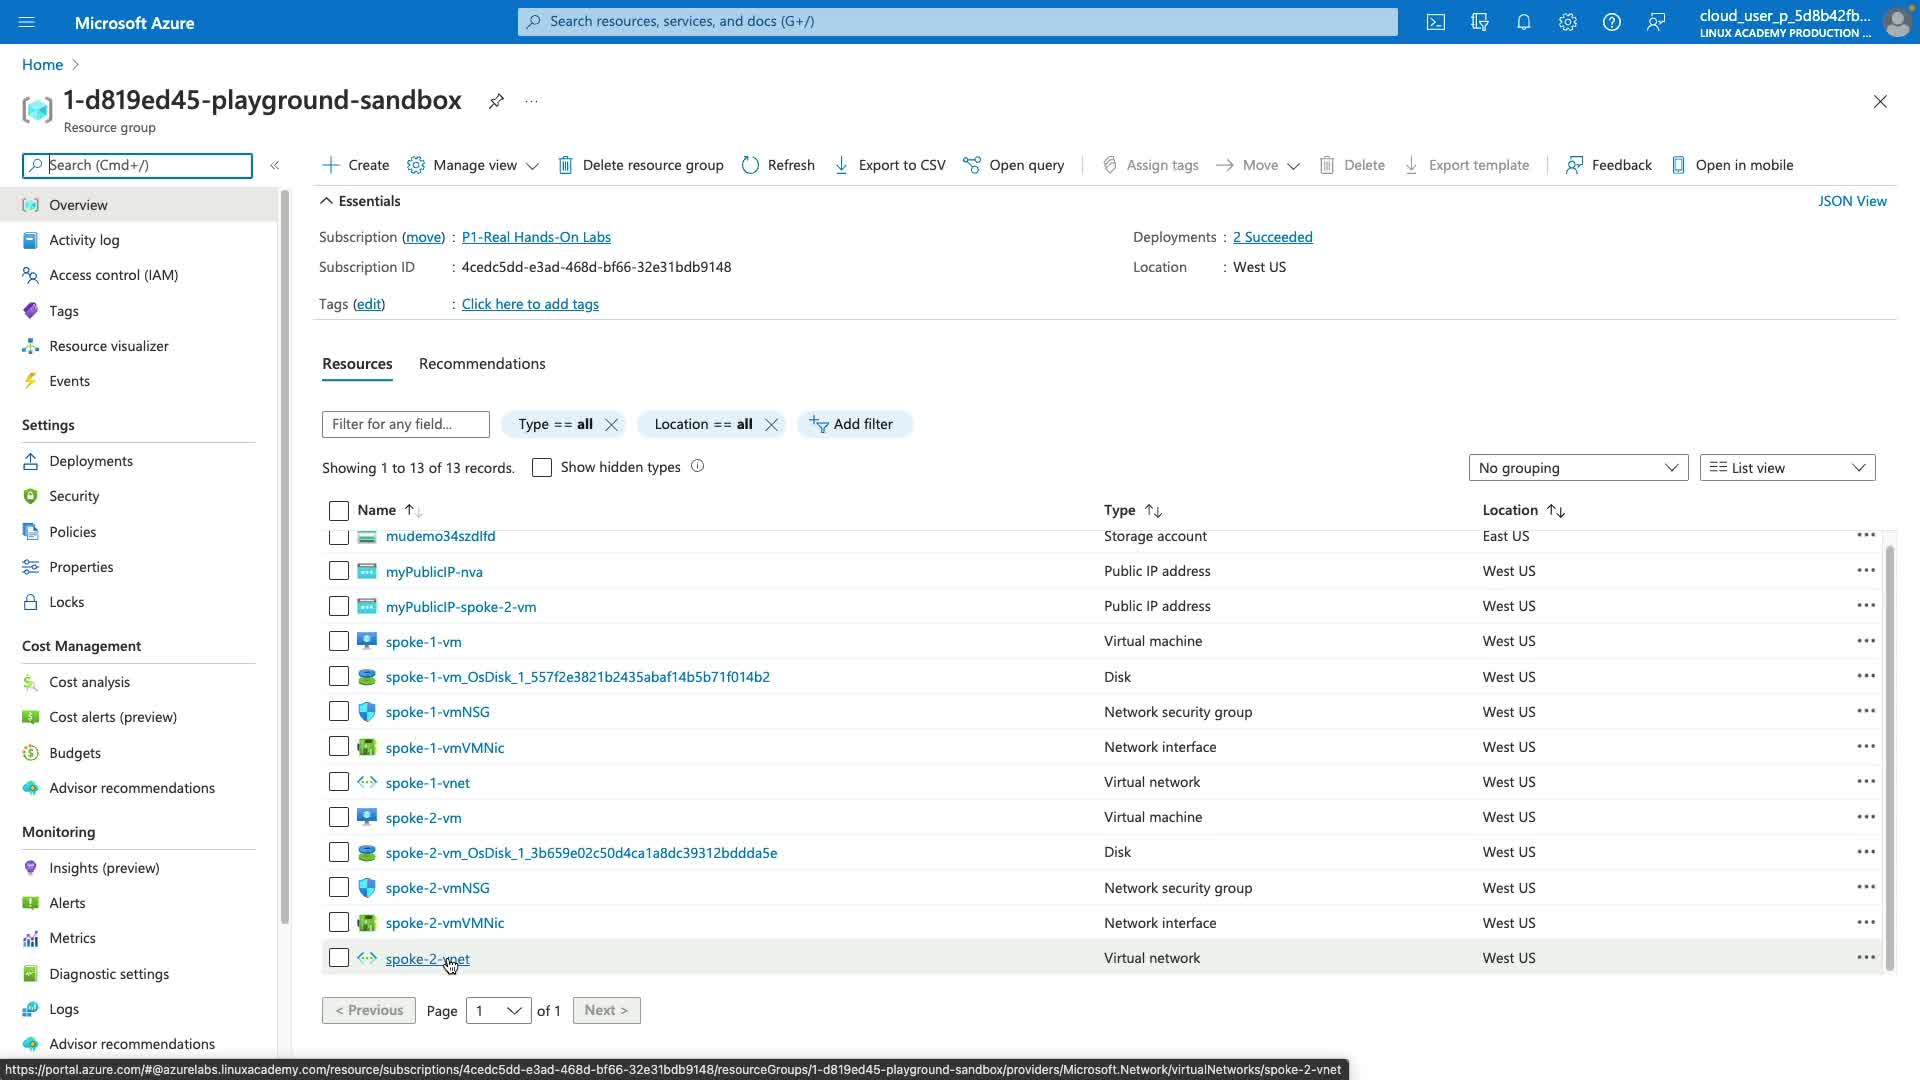 Microsoft Azure
Search resources, services, and docs (G+/)
cloud_user_p_5d8b42fb...
LINUX ACADEMY PRODUCTION ...
Home
1-d819ed45-playground-sandbox
...
Resource group
Search (Cmd+/)
Create
Manage view
Delete resource group
Refresh
Export to CSV
Open query
Assign tags
Move
Delete
Export template
Feedback
Open in mobile
Overview
Activity log
Access control (IAM)
Tags
Resource visualizer
Events
Settings
Deployments
Security
Policies
Properties
Locks
Cost Management
Cost analysis
Cost alerts (preview)
Budgets
Advisor recommendations
Monitoring
Insights (preview)
Alerts
Metrics
Diagnostic settings
Logs
Advisor recommendations
Essentials
JSON View
Subscription (move) : P1-Real Hands-On Labs
Deployments : 2 Succeeded
Subscription ID : 4cedc5dd-e3ad-468d-bf66-32e31bdb9148
Location : West US
Tags (edit) : Click here to add tags
Resources
Recommendations
Filter for any field...
Type == all
Location == all
Add filter
Showing 1 to 13 of 13 records.
Show hidden types
No grouping
List view
Name Type Location
mudemo34szdlfd Storage account East US
myPublicIP-nva Public IP address West US
myPublicIP-spoke-2-vm Public IP address West US
spoke-1-vm Virtual machine West US
spoke-1-vm_OsDisk_1_557f2e3821b2435abaf14b5b71f014b2 Disk West US
spoke-1-vmNSG Network security group West US
spoke-1-vmVMNic Network interface West US
spoke-1-vnet Virtual network West US
spoke-2-vm Virtual machine West US
spoke-2-vm_OsDisk_1_3b659e02c50d4ca1a8dc39312bddda5e Disk West US
spoke-2-vmNSG Network security group West US
spoke-2-vmVMNic Network interface West US
spoke-2-vnet Virtual network West US
< Previous
Page 1 of 1
Next >
https://portal.azure.com/#@azurelabs.linuxacademy.com/resource/subscriptions/4cedc5dd-e3ad-468d-bf66-32e31bdb9148/resourceGroups/1-d819ed45-playground-sandbox/providers/Microsoft.Network/virtualNetworks/spoke-2-vnet